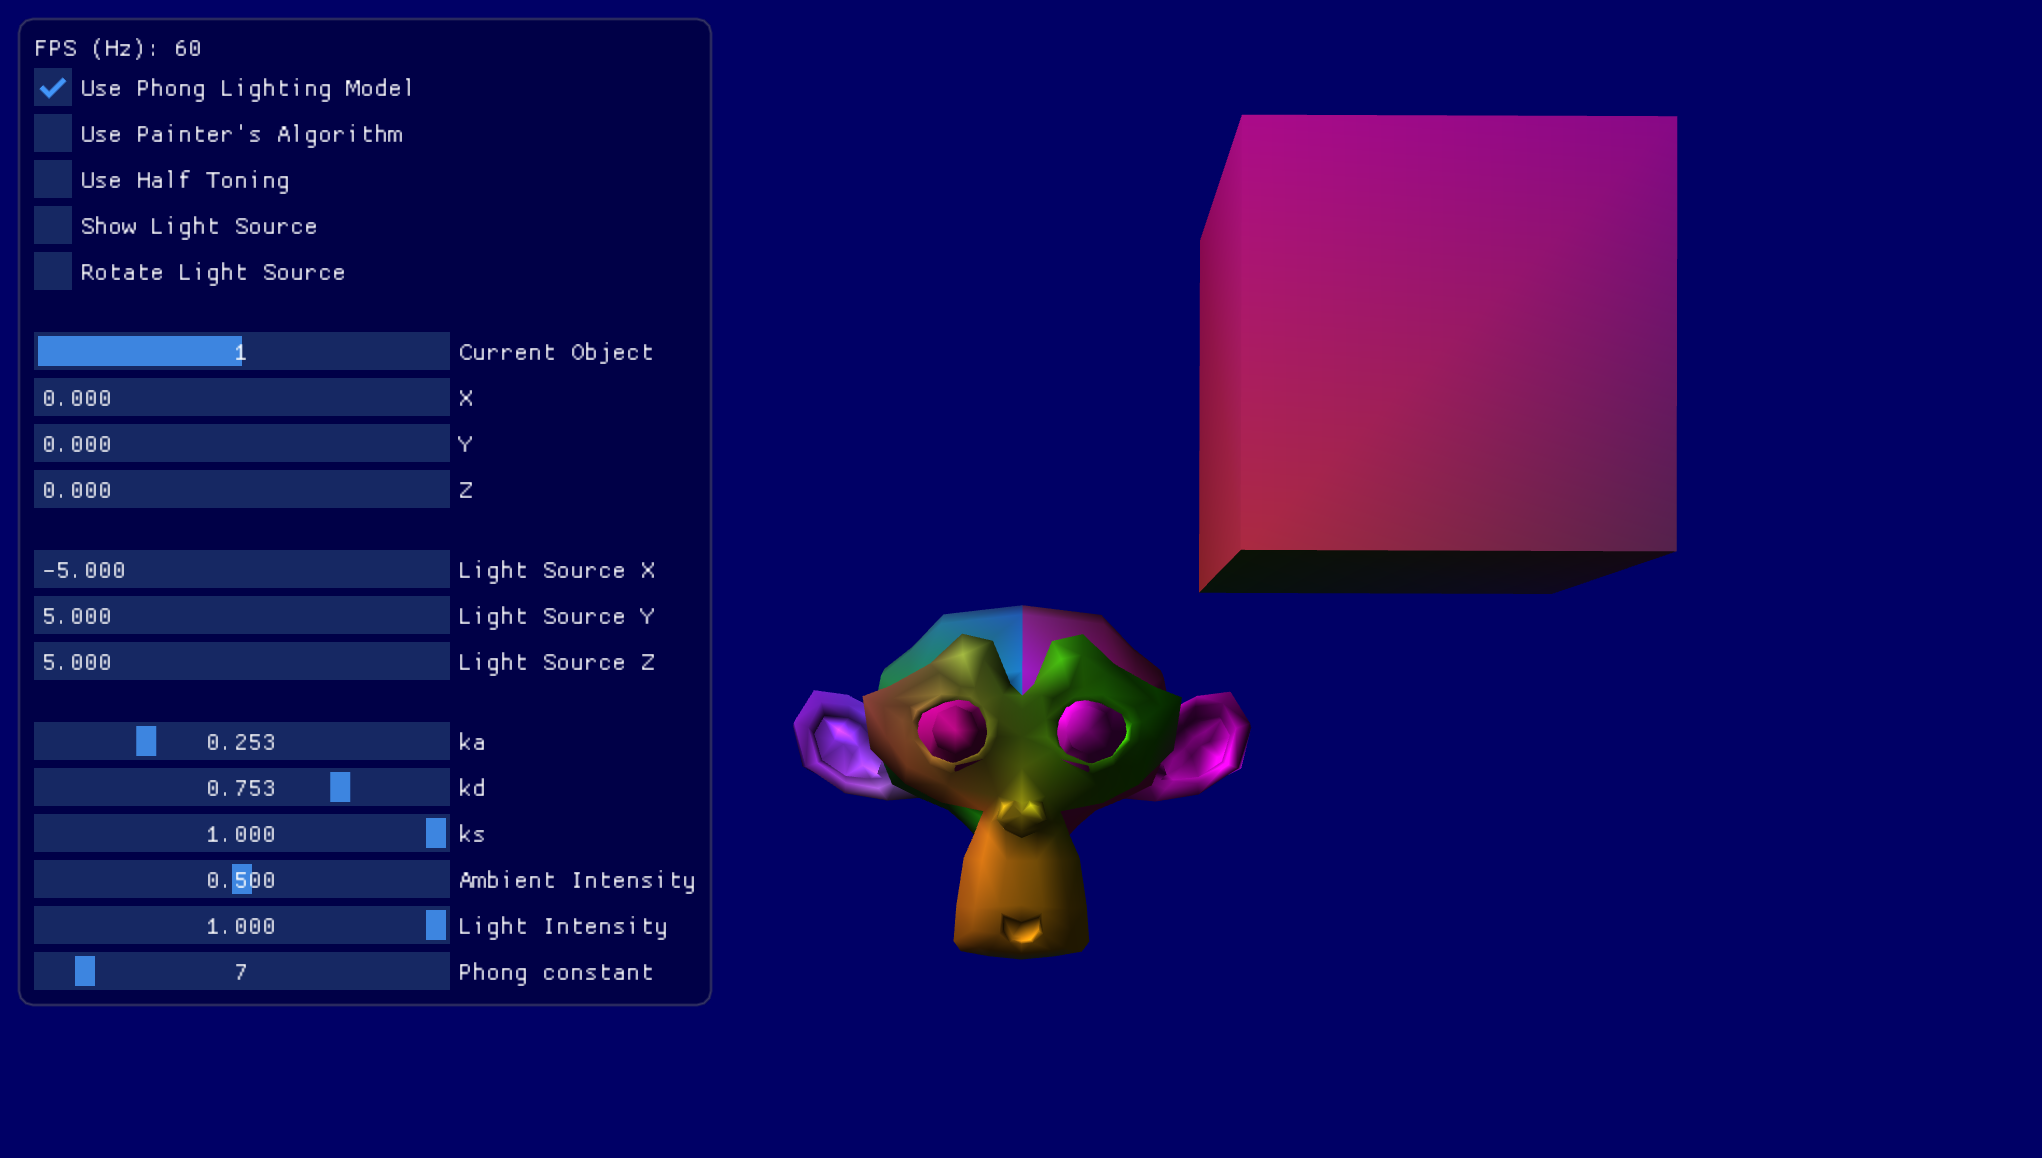 FPS (Hz): 60
Use Phong Lighting Model
Use Painter's Algorithm
Use Half Toning
Show Light Source
Rotate Light Source
1 Current Object
0.000 X
0.000 Y
0.000 Z
-5.000 Light Source X
5.000 Light Source Y
5.000 Light Source Z
0.253 ka
0.753 kd
1.000 ks
0.500 Ambient Intensity
1.000 Light Intensity
7 Phong constant